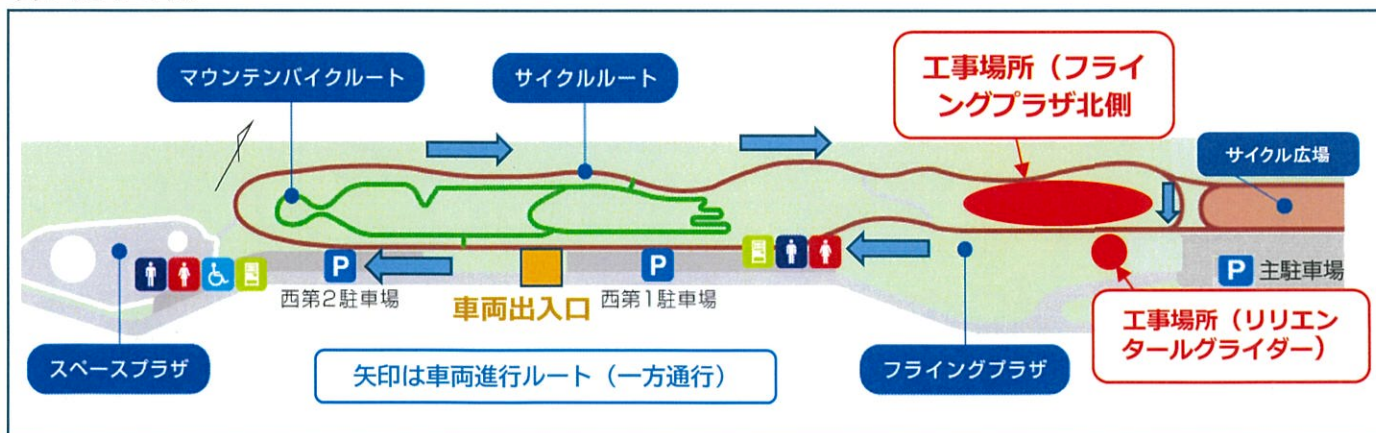 マウンテンバイクルート
サイクルルート
工事場所（フライ
ングプラザ北側
サイクル広場
P
西第2駐車場
車両出入口
P
西第1駐車場
P 主駐車場
スペースプラザ
矢印は車両進行ルート（一方通行）
フライングプラザ
工事場所（リリエン
タールグライダー）